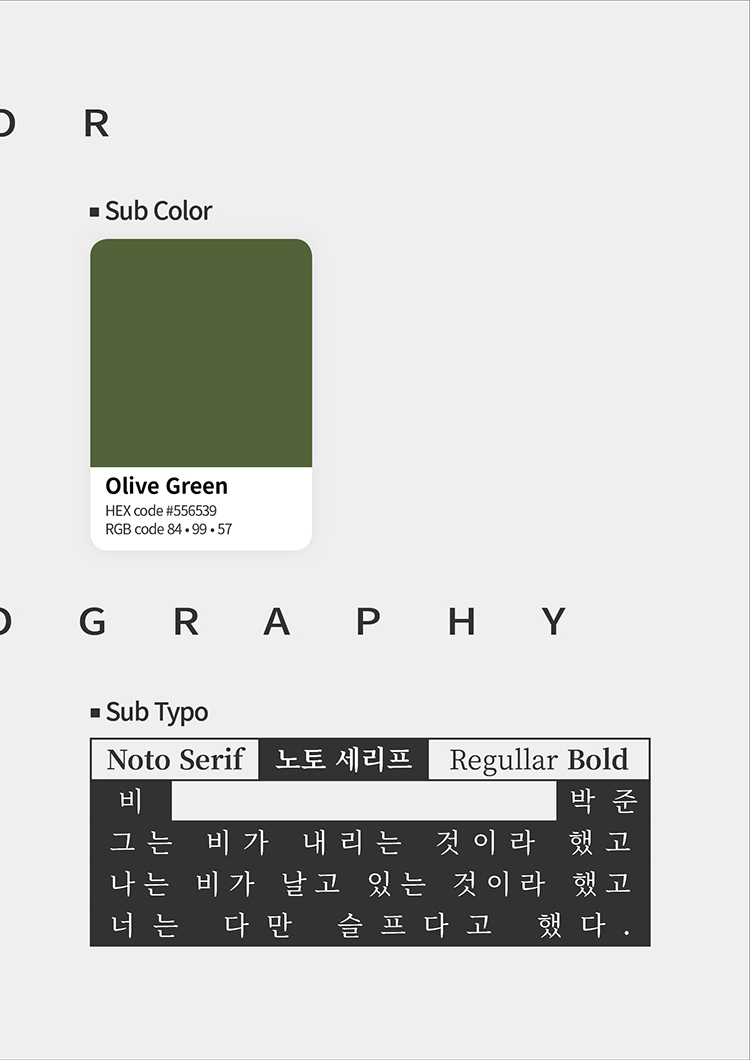 O R
■ Sub Color
Olive Green
HEX code #556539
RGB code 84 • 99 • 57
O G R A P H Y
■ Sub Typo
Noto Serif 노토 세리프 Regullar Bold
비 박 준
그는 비가 내리는 것이라 했고
나는 비가 날고 있는 것이라 했고
너는 다만 슬프다고 했다.